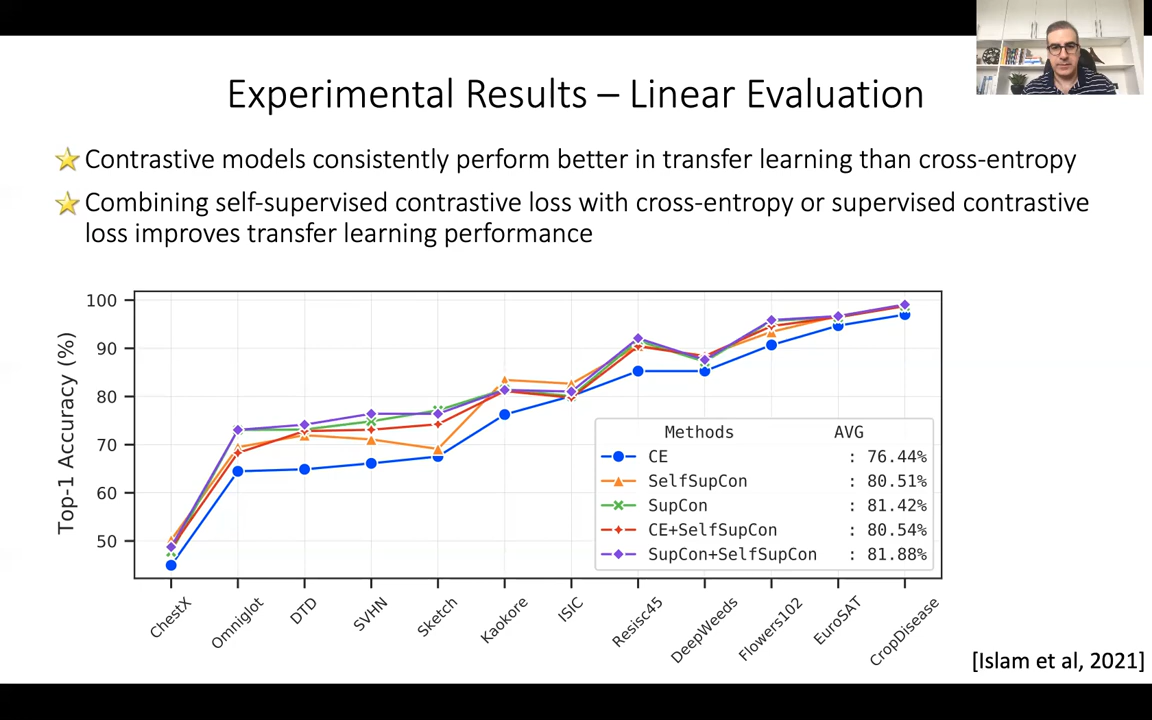 Experimental Results – Linear Evaluation
Contrastive models consistently perform better in transfer learning than cross-entropy
Combining self-supervised contrastive loss with cross-entropy or supervised contrastive
loss improves transfer learning performance
Top-1 Accuracy (%)
100
90
80
70
60
50
Methods AVG
CE : 76.44%
SelfSupCon : 80.51%
SupCon : 81.42%
CE+SelfSupCon : 80.54%
SupCon+SelfSupCon : 81.88%
ChestX
Omniglot
DTD
SVHN
Sketch
Kaokore
ISIC
Resisc45
DeepWeeds
Flowers102
EuroSAT
CropDisease
[Islam et al, 2021]